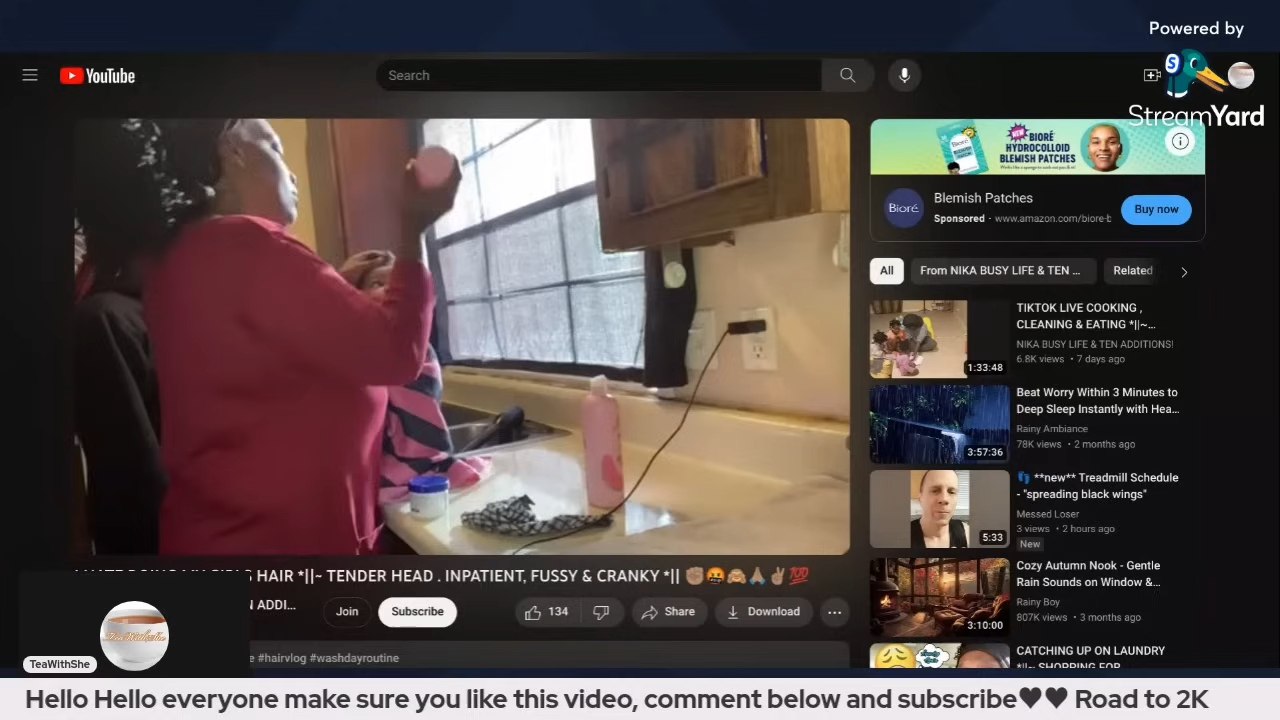 Powered by
StreamYard
YouTube
Search
BIORÉ
HYDROCOLLOID
BLEMISH PATCHES
Bioré
Blemish Patches
Sponsored · www.amazon.com/biore-b
Buy now
All
From NIKA BUSY LIFE & TEN ...
Related
TIKTOK LIVE COOKING ,
CLEANING & EATING *||~...
NIKA BUSY LIFE & TEN ADDITIONS!
6.8K views • 7 days ago
1:33:48
Beat Worry Within 3 Minutes to
Deep Sleep Instantly with Hea...
Rainy Ambiance
78K views • 2 months ago
3:57:36
👣 **new** Treadmill Schedule
- "spreading black wings"
Messed Loser
3 views • 2 hours ago
New
5:33
Cozy Autumn Nook - Gentle
Rain Sounds on Window &...
Rainy Boy
807K views • 3 months ago
3:10:00
CATCHING UP ON LAUNDRY
HAIR *||~ TENDER HEAD . INPATIENT, FUSSY & CRANKY *|| ✊🏽🤬🙈🙏🏽✌🏽💯
ADDI...
Join
Subscribe
134
Share
Download
#hairvlog #washdayroutine
TeaWithShe
Hello Hello everyone make sure you like this video, comment below and subscribe♥♥ Road to 2K